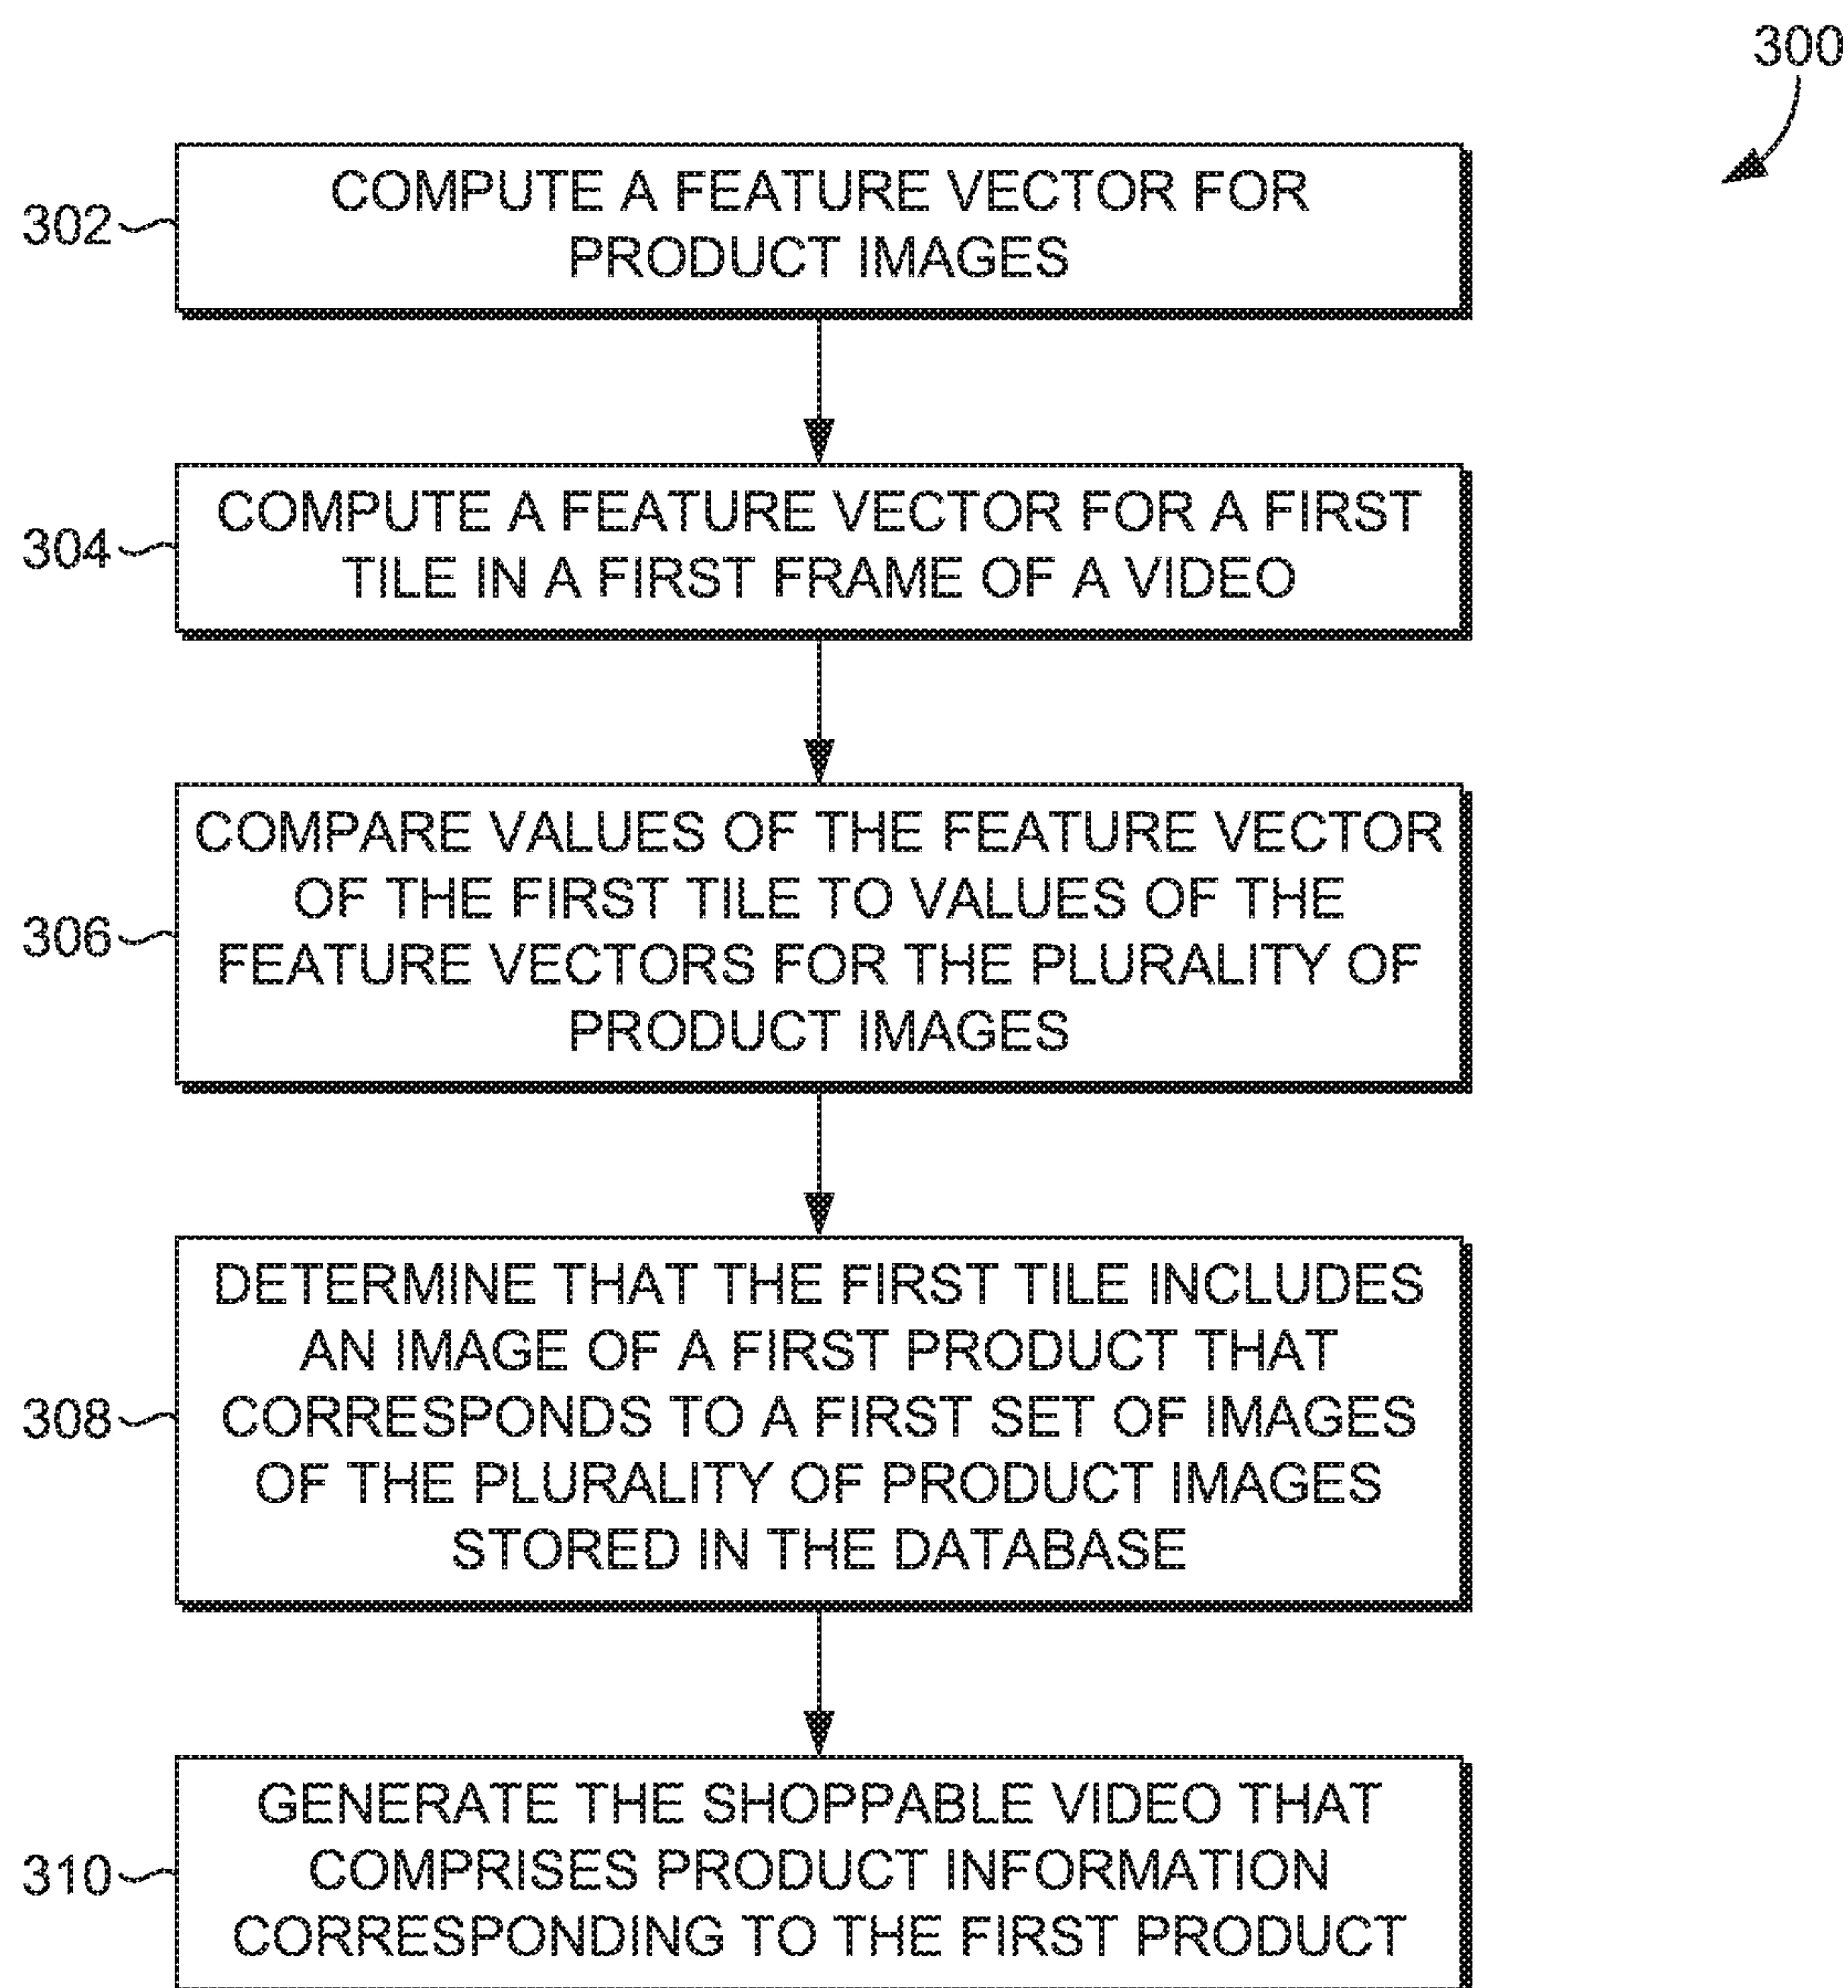 300
302
COMPUTE A FEATURE VECTOR FOR
PRODUCT IMAGES
304
COMPUTE A FEATURE VECTOR FOR A FIRST
TILE IN A FIRST FRAME OF A VIDEO
306
COMPARE VALUES OF THE FEATURE VECTOR
OF THE FIRST TILE TO VALUES OF THE
FEATURE VECTORS FOR THE PLURALITY OF
PRODUCT IMAGES
308
DETERMINE THAT THE FIRST TILE INCLUDES
AN IMAGE OF A FIRST PRODUCT THAT
CORRESPONDS TO A FIRST SET OF IMAGES
OF THE PLURALITY OF PRODUCT IMAGES
STORED IN THE DATABASE
310
GENERATE THE SHOPPABLE VIDEO THAT
COMPRISES PRODUCT INFORMATION
CORRESPONDING TO THE FIRST PRODUCT